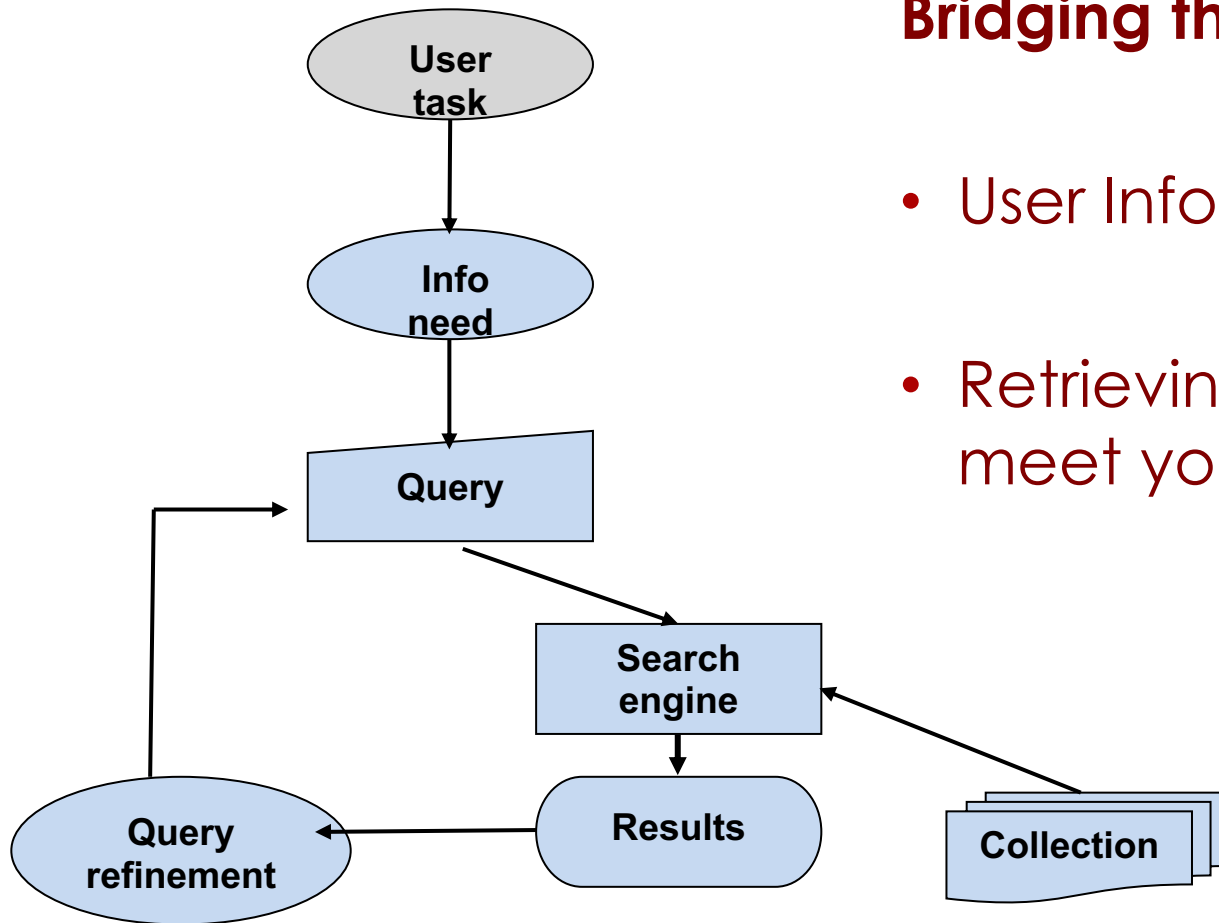 Bridging th
• User Info
• Retrievin
meet yo
User
task
Info
need
Query
Search
engine
Results
Query
refinement
Collection